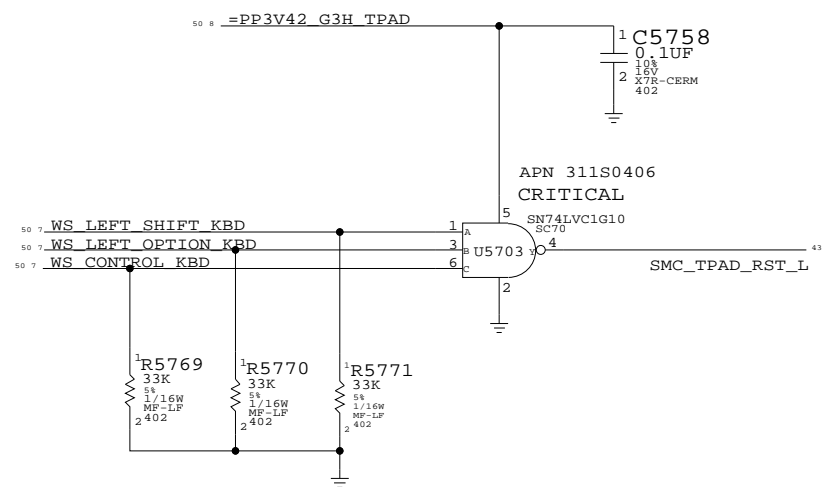 50 8 =PP3V42_G3H_TPAD
1 C5758
0.1UF
10%
16V
2 X7R-CERM
402
APN 311S0406
CRITICAL
5 SN74LVC1G10
SC70
50 7 WS_LEFT_SHIFT_KBD 1 A
50 7 WS_LEFT_OPTION_KBD 3 B U5703 Y 4 43
50 7 WS_CONTROL_KBD 6 C SMC_TPAD_RST_L
2
1 R5769
33K
5%
1/16W
MF-LF
2 402
1 R5770
33K
5%
1/16W
MF-LF
2 402
1 R5771
33K
5%
1/16W
MF-LF
2 402